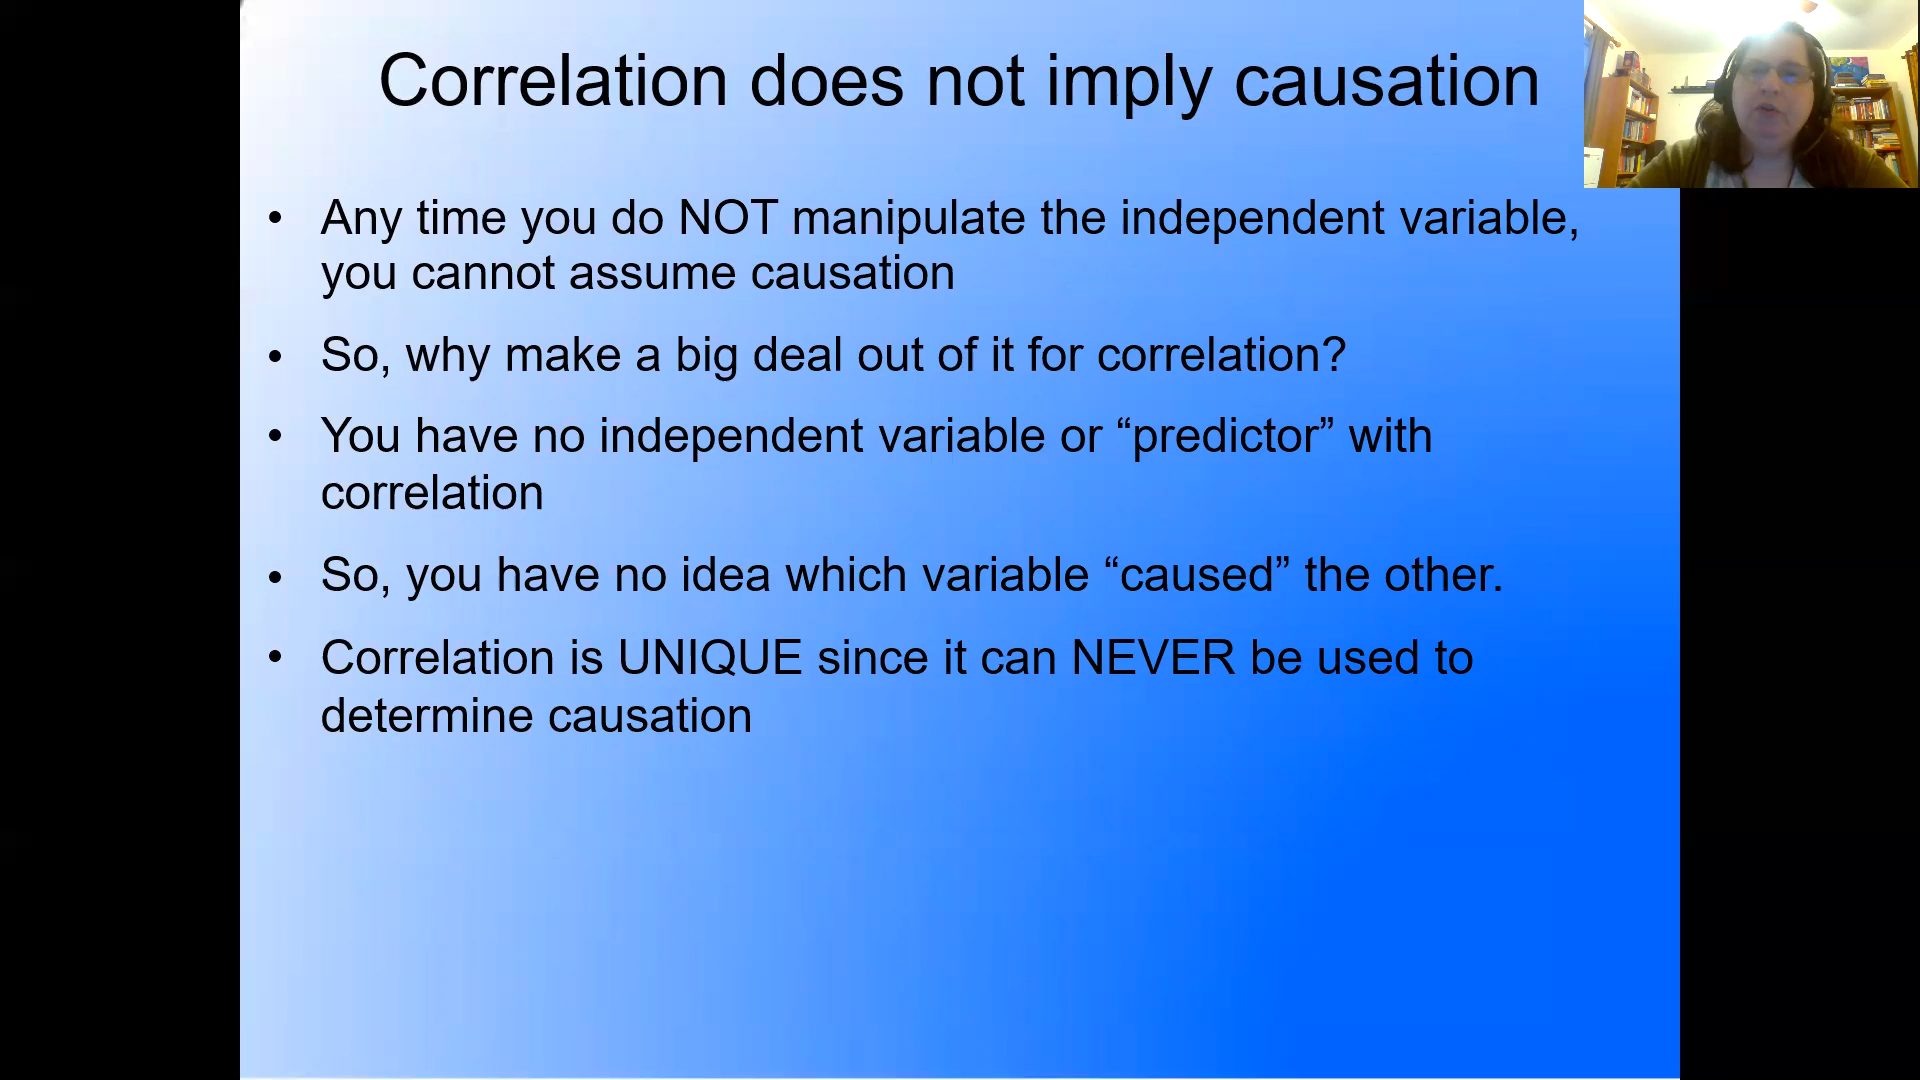 Correlation does not imply causation
• Any time you do NOT manipulate the independent variable,
you cannot assume causation
• So, why make a big deal out of it for correlation?
• You have no independent variable or “predictor” with
correlation
• So, you have no idea which variable “caused” the other.
• Correlation is UNIQUE since it can NEVER be used to
determine causation